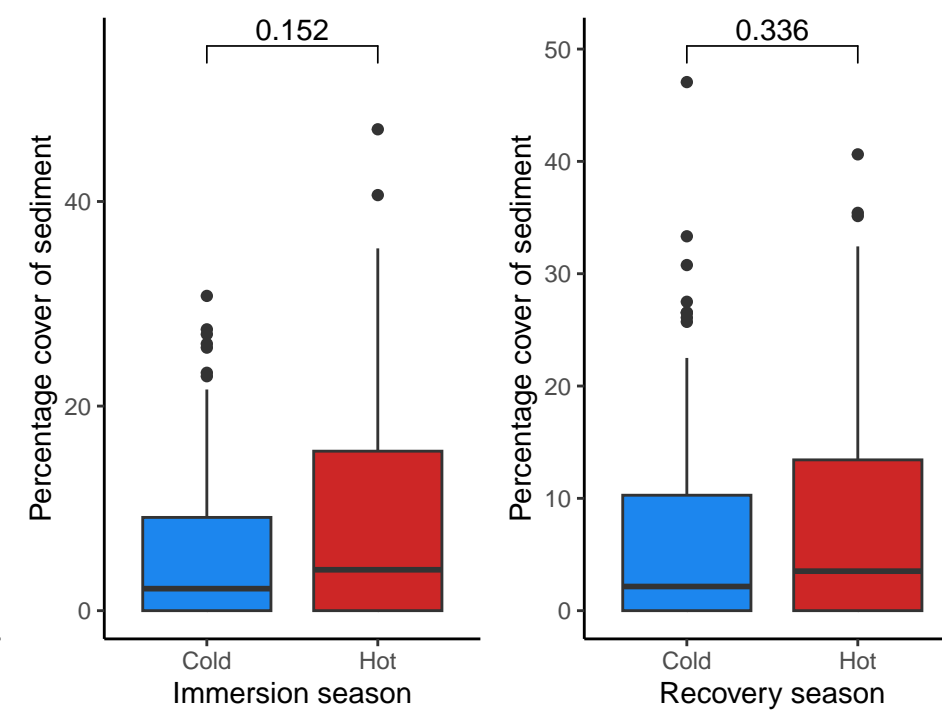 0.152
Percentage cover of sediment
40
20
0
Cold
Hot
Immersion season
0.336
Percentage cover of sediment
50
40
30
20
10
0
Cold
Hot
Recovery season